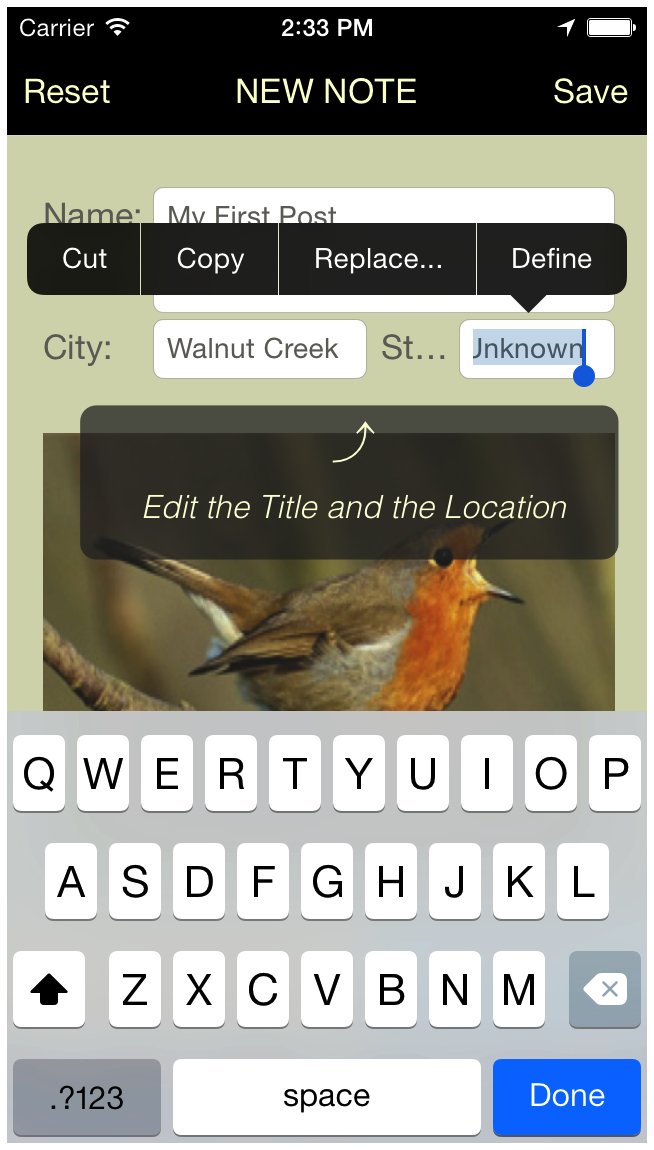 Carrier 2:33 PM
Reset NEW NOTE Save
Name: My First Post
Cut Copy Replace... Define
City: Walnut Creek St... Unknown
Edit the Title and the Location
Q W E R T Y U I O P
A S D F G H J K L
Z X C V B N M
.?123 space Done